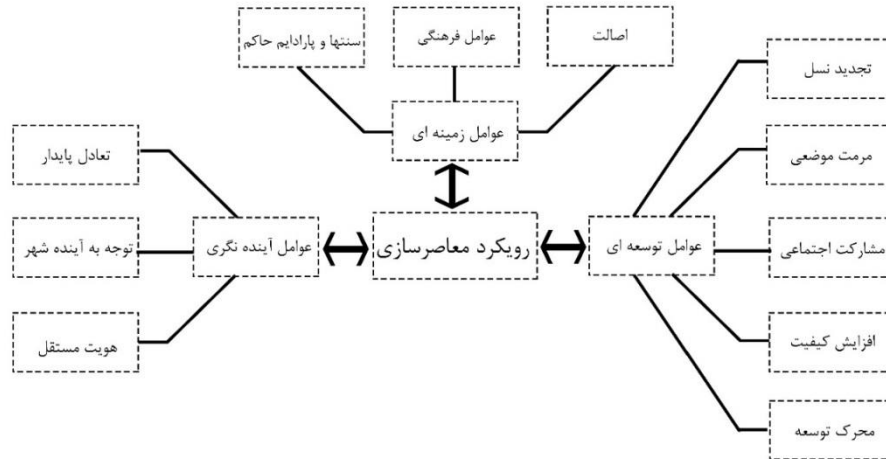 اصالت
عوامل فرهنگی
سنتها و پارادایم حاکم
عوامل زمینه ای
رویکرد معاصرسازی
عوامل توسعه ای
تجدید نسل
مرمت موضعی
مشارکت اجتماعی
افزایش کیفیت
محرک توسعه
عوامل آینده نگری
تعادل پایدار
توجه به آینده شهر
هویت مستقل